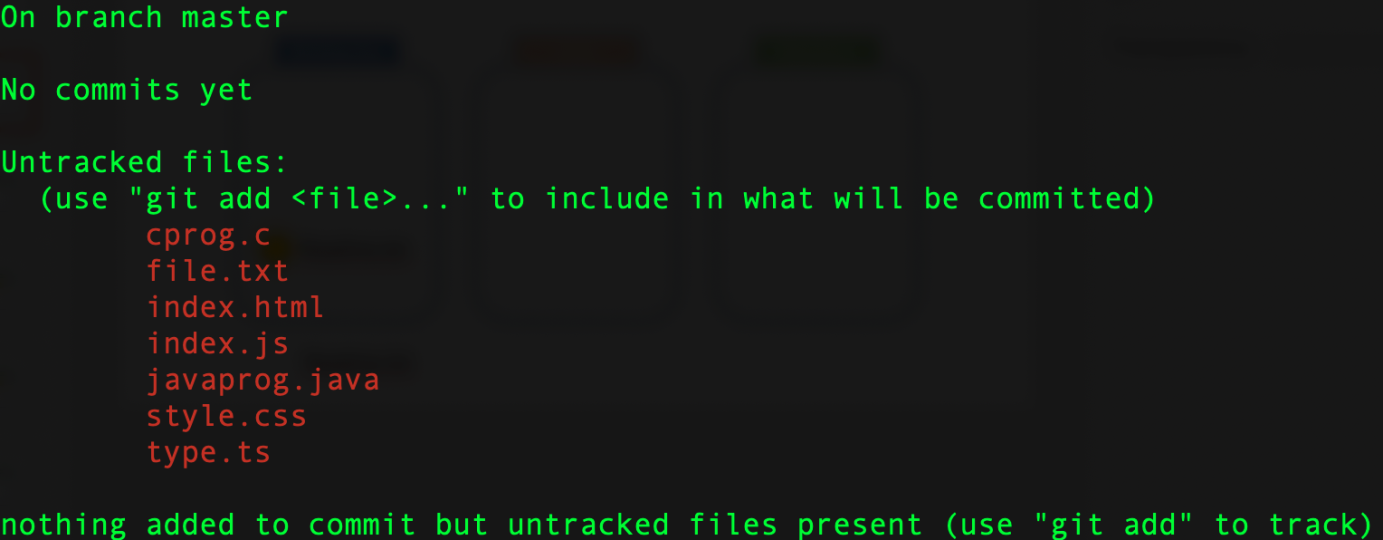 On branch master
No commits yet
Untracked files:
(use "git add <file>..." to include in what will be committed)
cprog.c
file.txt
index.html
index.js
javaprog.java
style.css
type.ts
nothing added to commit but untracked files present (use "git add" to track)